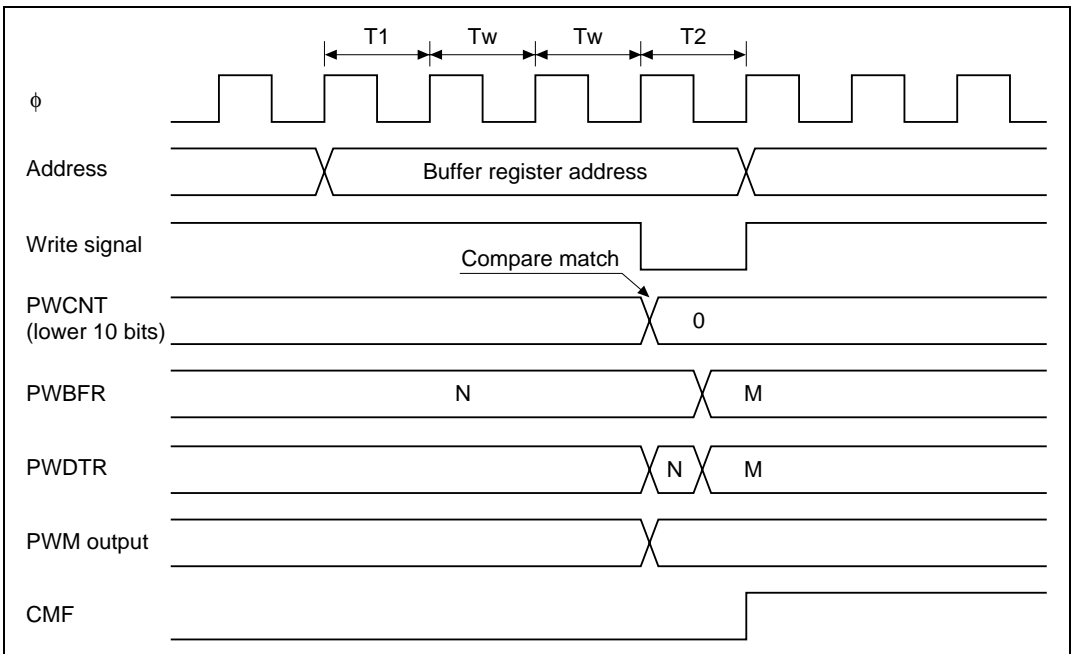 T1 Tw Tw T2
ϕ
Address Buffer register address
Write signal
Compare match
PWCNT
(lower 10 bits) 0
PWBFR N M
PWDTR N M
PWM output
CMF